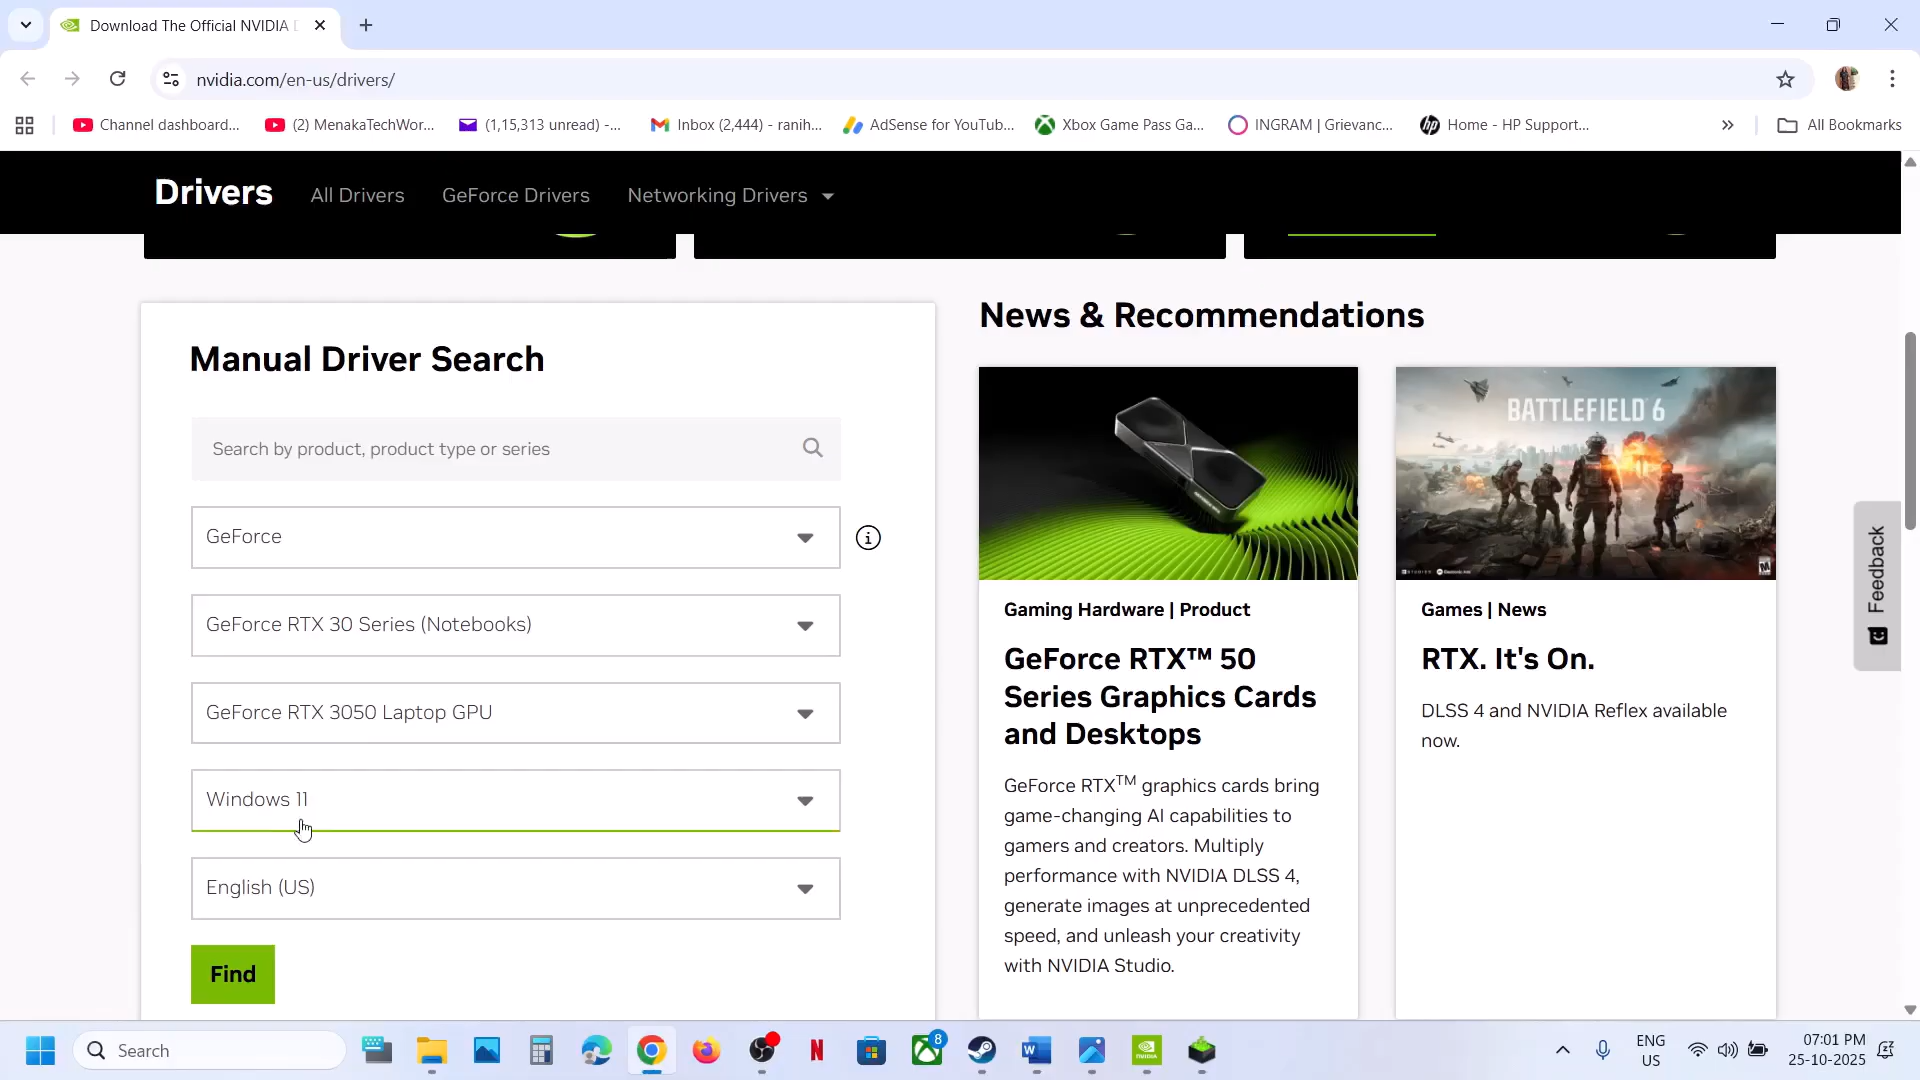 Download The Official NVIDIA D
nvidia.com/en-us/drivers/
Channel dashboard...
(2) MenakaTechWor...
(1,15,313 unread) -...
Inbox (2,444) - ranih...
AdSense for YouTub...
Xbox Game Pass Ga...
INGRAM | Grievanc...
Home - HP Support...
All Bookmarks
Drivers
All Drivers
GeForce Drivers
Networking Drivers
Manual Driver Search
Search by product, product type or series
GeForce
GeForce RTX 30 Series (Notebooks)
GeForce RTX 3050 Laptop GPU
Windows 11
English (US)
Find
News & Recommendations
Gaming Hardware | Product
GeForce RTX™ 50
Series Graphics Cards
and Desktops
GeForce RTX™ graphics cards bring
game-changing AI capabilities to
gamers and creators. Multiply
performance with NVIDIA DLSS 4,
generate images at unprecedented
speed, and unleash your creativity
with NVIDIA Studio.
BATTLEFIELD 6
Games | News
RTX. It's On.
DLSS 4 and NVIDIA Reflex available
now.
Feedback
Search
8
ENG
US
07:01 PM
25-10-2025